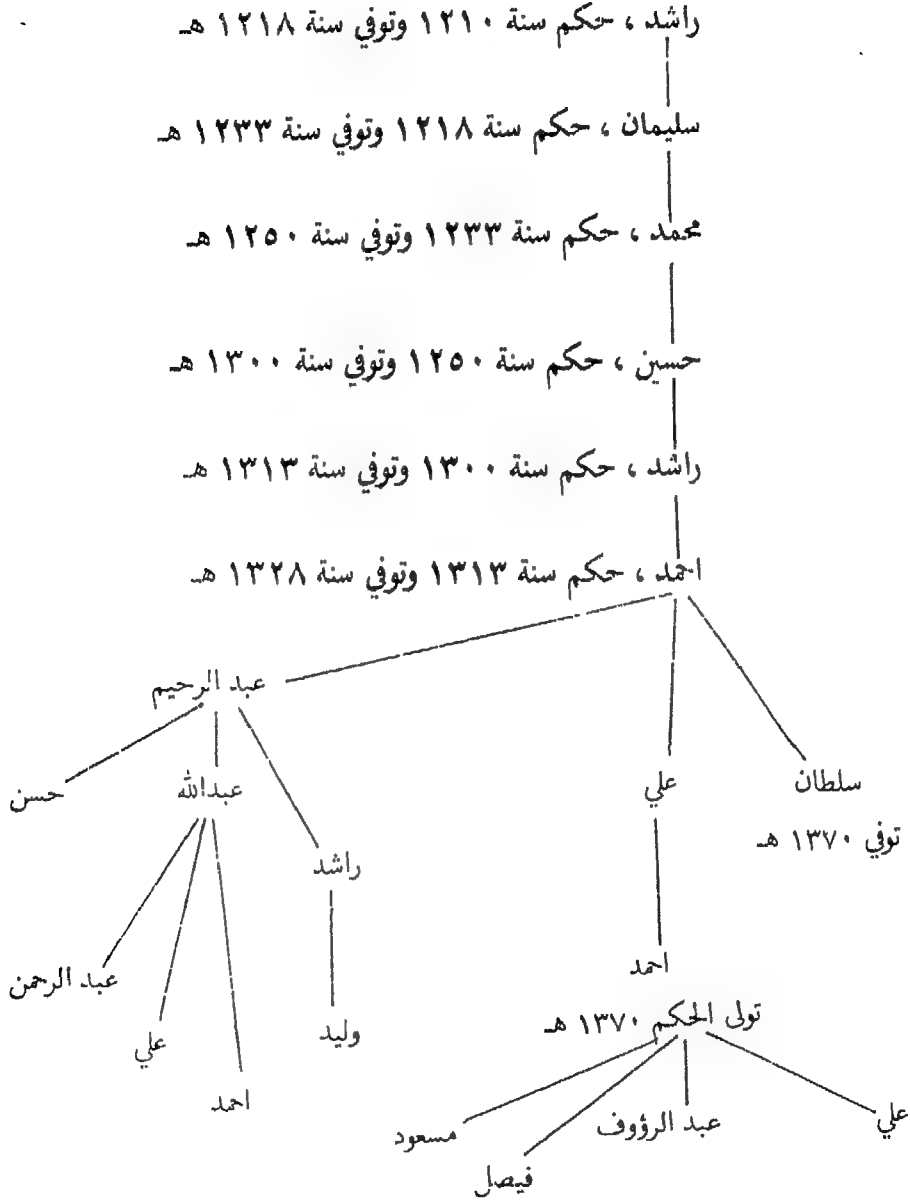 راشد ، حكم سنة ١٢١٠ وتوفي سنة ١٢١٨ هـ
سليمان ، حكم سنة ١٢١٨ وتوفي سنة ١٢٣٣ هـ
محمد ، حكم سنة ١٢٣٣ وتوفي سنة ١٢٥٠ هـ
حسين ، حكم سنة ١٢٥٠ وتوفي سنة ١٣٠٠ هـ
راشد ، حكم سنة ١٣٠٠ وتوفي سنة ١٣١٣ هـ
احمد ، حكم سنة ١٣١٣ وتوفي سنة ١٣٢٨ هـ
عبد الرحيم
سلطان
توفي ١٣٧٠ هـ
علي
عبدالله
حسن
راشد
احمد
تولى الحكم ١٣٧٠ هـ
عبد الرحمن
وليد
علي
احمد
علي
عبد الرؤوف
مسعود
فيصل